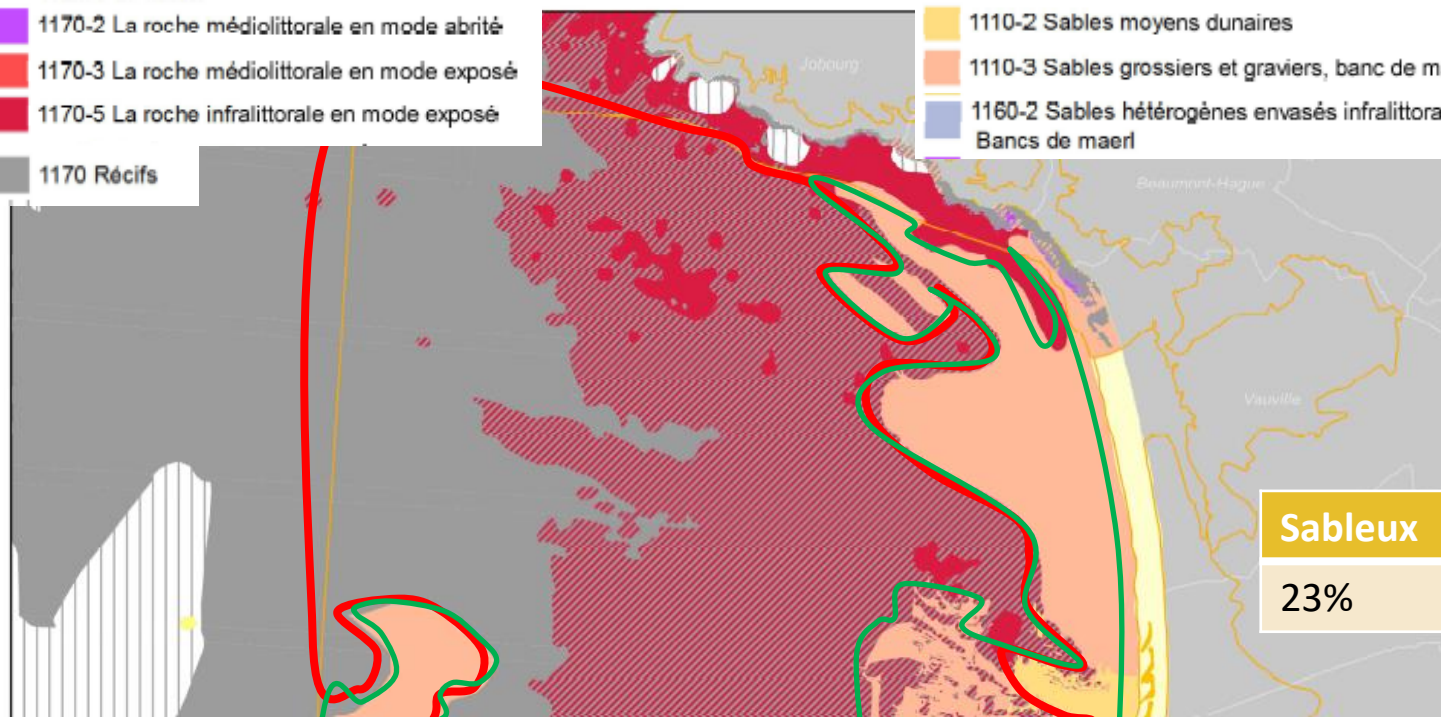 1170-2 La roche médiolittorale en mode abrité
1170-3 La roche médiolittorale en mode exposé
1170-5 La roche infralittorale en mode exposé
1170 Récifs
1110-2 Sables moyens dunaires
1110-3 Sables grossiers et graviers, banc de m
1160-2 Sables hétérogènes envasés infralittora
Bancs de maerl
Jobourg
Beaumont-Hague
Vauville
Sableux
23%